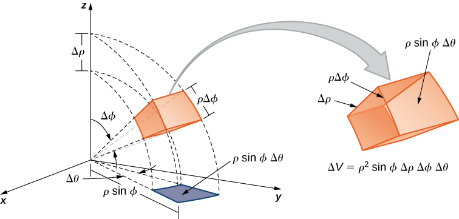 z
Δρ
Δϕ
ρΔϕ
Δθ
ρ sin ϕ
ρ sin ϕ Δθ
x
y
ρ sin ϕ Δθ
ρΔϕ
Δρ
ΔV = ρ² sin ϕ Δρ Δϕ Δθ